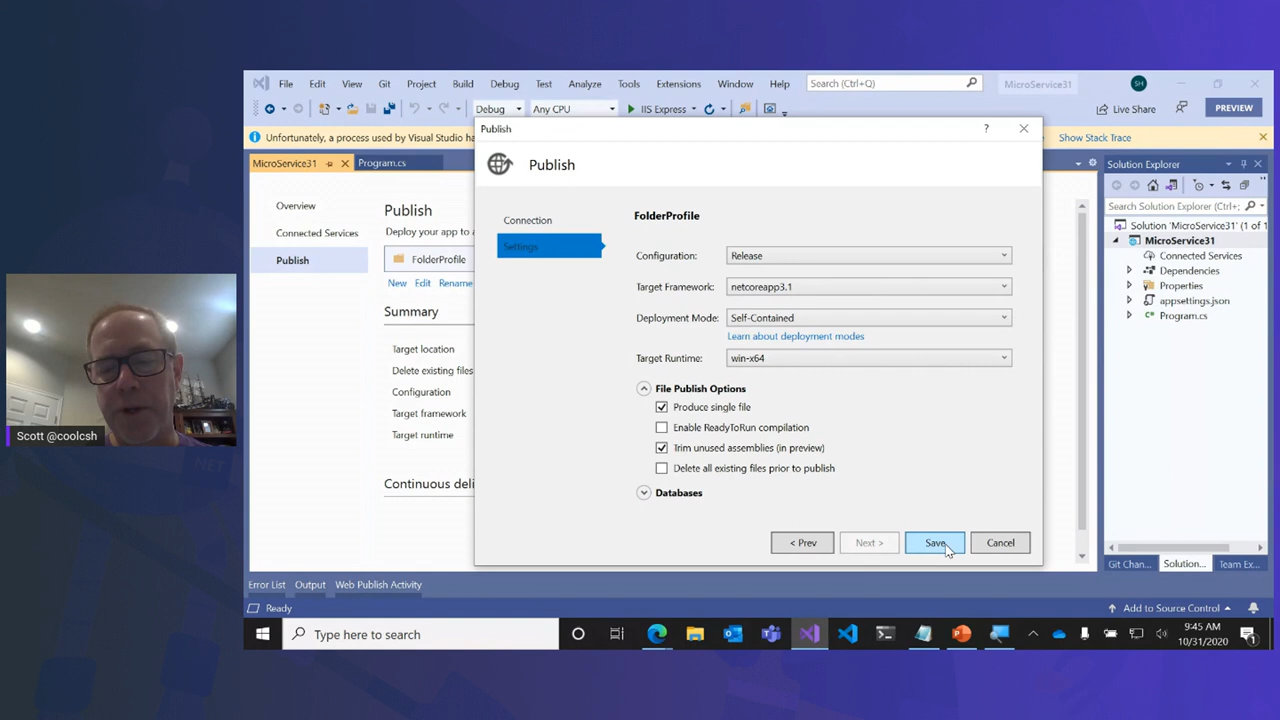 File Edit View Git Project Build Debug Test Analyze Tools Extensions Window Help Search (Ctrl+Q) MicroService31 SH
Debug Any CPU IIS Express Live Share PREVIEW
Unfortunately, a process used by Visual Studio ha Show Stack Trace
MicroService31 Program.cs
Overview
Connected Services
Publish
Publish
Deploy your app to a
FolderProfile
New Edit Rename
Summary
Target location
Delete existing files
Configuration
Target framework
Target runtime
Continuous deli
Publish ?
Publish
Connection
Settings
FolderProfile
Configuration: Release
Target Framework: netcoreapp3.1
Deployment Mode: Self-Contained
Learn about deployment modes
Target Runtime: win-x64
File Publish Options
Produce single file
Enable ReadyToRun compilation
Trim unused assemblies (in preview)
Delete all existing files prior to publish
Databases
< Prev Next > Save Cancel
Solution Explorer
Search Solution Explorer (Ctrl+;
Solution 'MicroService31' (1 of 1
MicroService31
Connected Services
Dependencies
Properties
appsettings.json
Program.cs
Git Chan... Solution... Team Ex...
Error List Output Web Publish Activity
Ready Add to Source Control
Type here to search
9:45 AM
10/31/2020
1
Scott @coolcsh
.NET